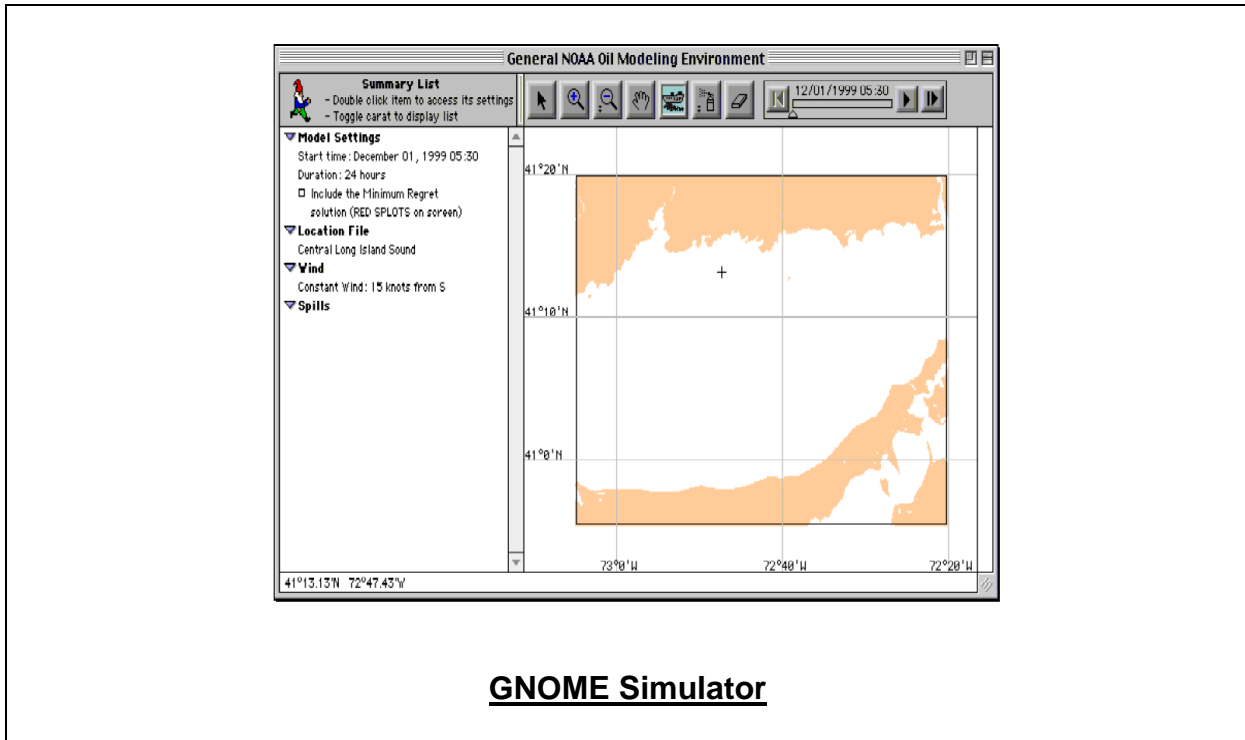 General NOAA Oil Modeling Environment
Summary List
- Double click item to access its settings
- Toggle carat to display list
12/01/1999 05:30
Model Settings
Start time: December 01, 1999 05:30
Duration: 24 hours
Include the Minimum Regret
solution (RED SPLOTS on screen)
Location File
Central Long Island Sound
Wind
Constant Wind: 15 knots from S
Spills
41°20'N
41°10'N
41°0'N
73°0'W
72°40'W
72°20'W
41°13.13'N 72°47.43'W
GNOME Simulator